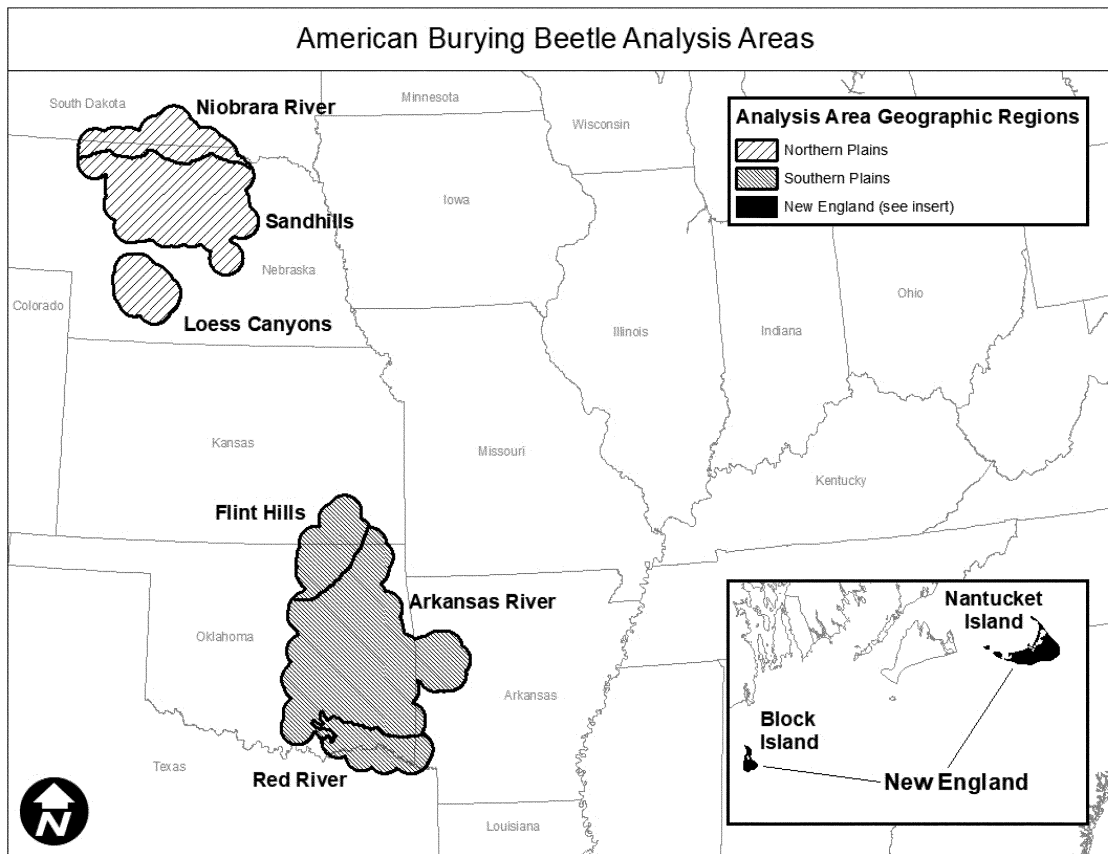 American Burying Beetle Analysis Areas
South Dakota
Niobrara River
Minnesota
Wisconsin
Analysis Area Geographic Regions
Northern Plains
Southern Plains
New England (see insert)
Iowa
Sandhills
Nebraska
Colorado
Loess Canyons
Illinois
Indiana
Ohio
Kansas
Missouri
Kentucky
Flint Hills
Arkansas River
Oklahoma
Arkansas
Red River
Texas
Louisiana
N
Nantucket
Island
Block
Island
New England